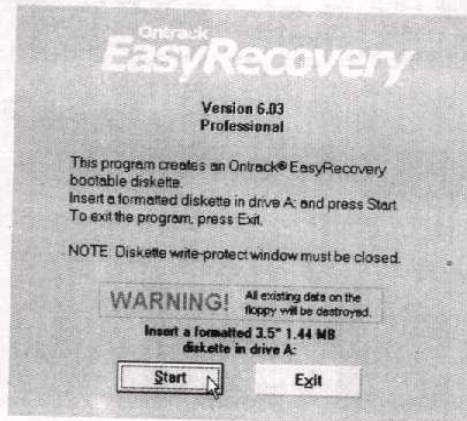 Ontrack
EasyRecovery
Version 6.03
Professional
This program creates an Ontrack® EasyRecovery
bootable diskette.
Insert a formatted diskette in drive A: and press Start.
To exit the program, press Exit.
NOTE: Diskette write-protect window must be closed.
WARNING! All existing data on the
floppy will be destroyed.
Insert a formatted 3.5" 1.44 MB
diskette in drive A:
Start Exit